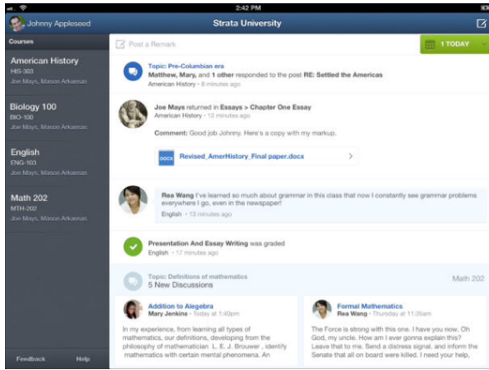 2:42 PM
Johnny Appleseed
Strata University
Courses
American History
HIS-303
Joe Mays, Mason Arkansas
Biology 100
BIO-100
Joe Mays, Mason Arkansas
English
ENG-103
Joe Mays, Mason Arkansas
Math 202
MTH-202
Joe Mays, Mason Arkansas
Feedback
Help
Post a Remark
1 TODAY
Topic: Pre-Columbian era
Matthew, Mary, and 1 other responded to the post RE: Settled the Americas
American History • 8 minutes ago
Joe Mays returned in Essays > Chapter One Essay
American History • 12 minutes ago
Comment: Good job Johnny. Here's a copy with my markup.
DOCX
Revised_AmerHistory_Final paper.docx
Rea Wang I've learned so much about grammar in this class that now I constantly see grammar problems
everywhere I go, even in the newspaper!
English • 13 minutes ago
Presentation And Essay Writing was graded
English • 17 minutes ago
Topic: Definitions of mathematics
Math 202
5 New Discussions
Addition to Alegebra
Mary Jenkins • Today at 1:40pm
In my experience, from learning all types of
mathematics, our definitions, developing from the
philosophy of mathematician L. E. J. Brouwer , identify
mathematics with certain mental phenomena. An
Formal Mathematics
Rea Wang • Thursday at 11:35am
The Force is strong with this one. I have you now. Oh
God, my uncle. How am I ever gonna explain this?
Leave that to me. Send a distress signal, and inform the
Senate that all on board were killed. I need your help,